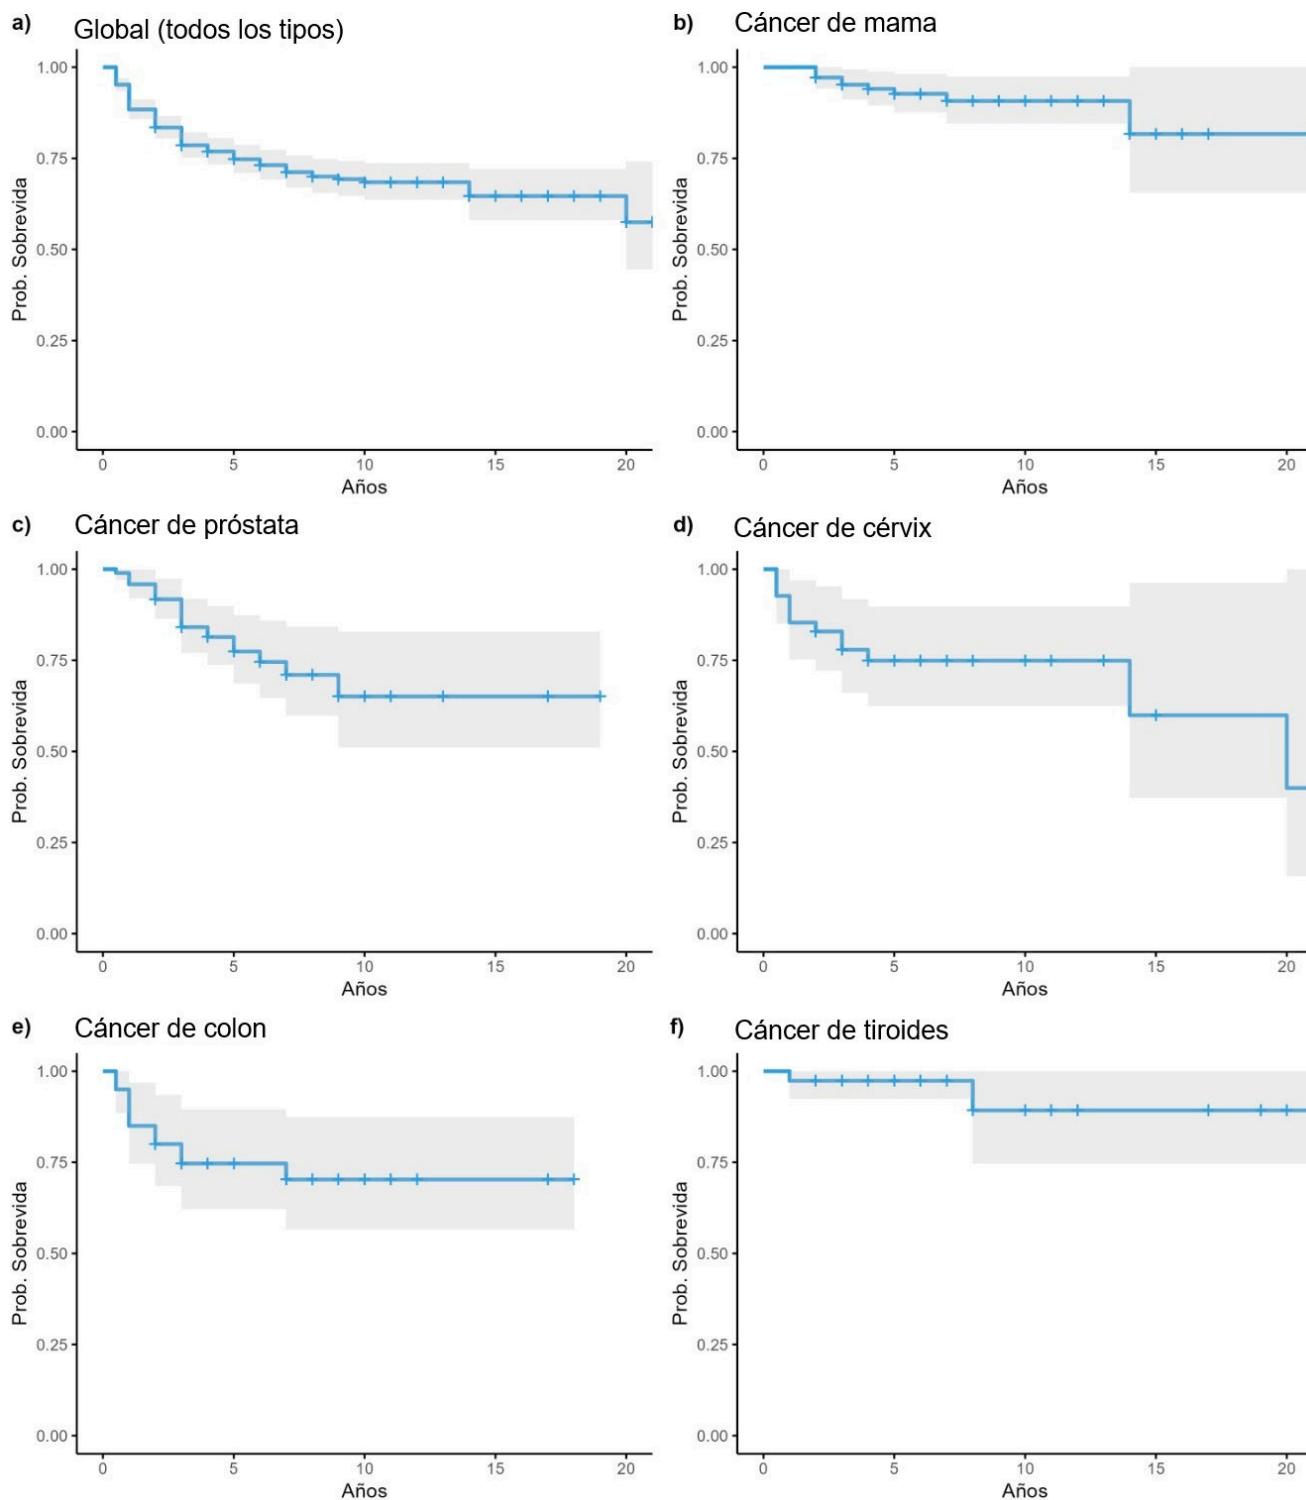 a) Global (todos los tipos)
1.00
0.75
0.50
0.25
0.00
Prob. Sobrevida
0 5 10 15 20
Años
b) Cáncer de mama
1.00
0.75
0.50
0.25
0.00
Prob. Sobrevida
0 5 10 15 20
Años
c) Cáncer de próstata
1.00
0.75
0.50
0.25
0.00
Prob. Sobrevida
0 5 10 15 20
Años
d) Cáncer de cérvix
1.00
0.75
0.50
0.25
0.00
Prob. Sobrevida
0 5 10 15 20
Años
e) Cáncer de colon
1.00
0.75
0.50
0.25
0.00
Prob. Sobrevida
0 5 10 15 20
Años
f) Cáncer de tiroides
1.00
0.75
0.50
0.25
0.00
Prob. Sobrevida
0 5 10 15 20
Años